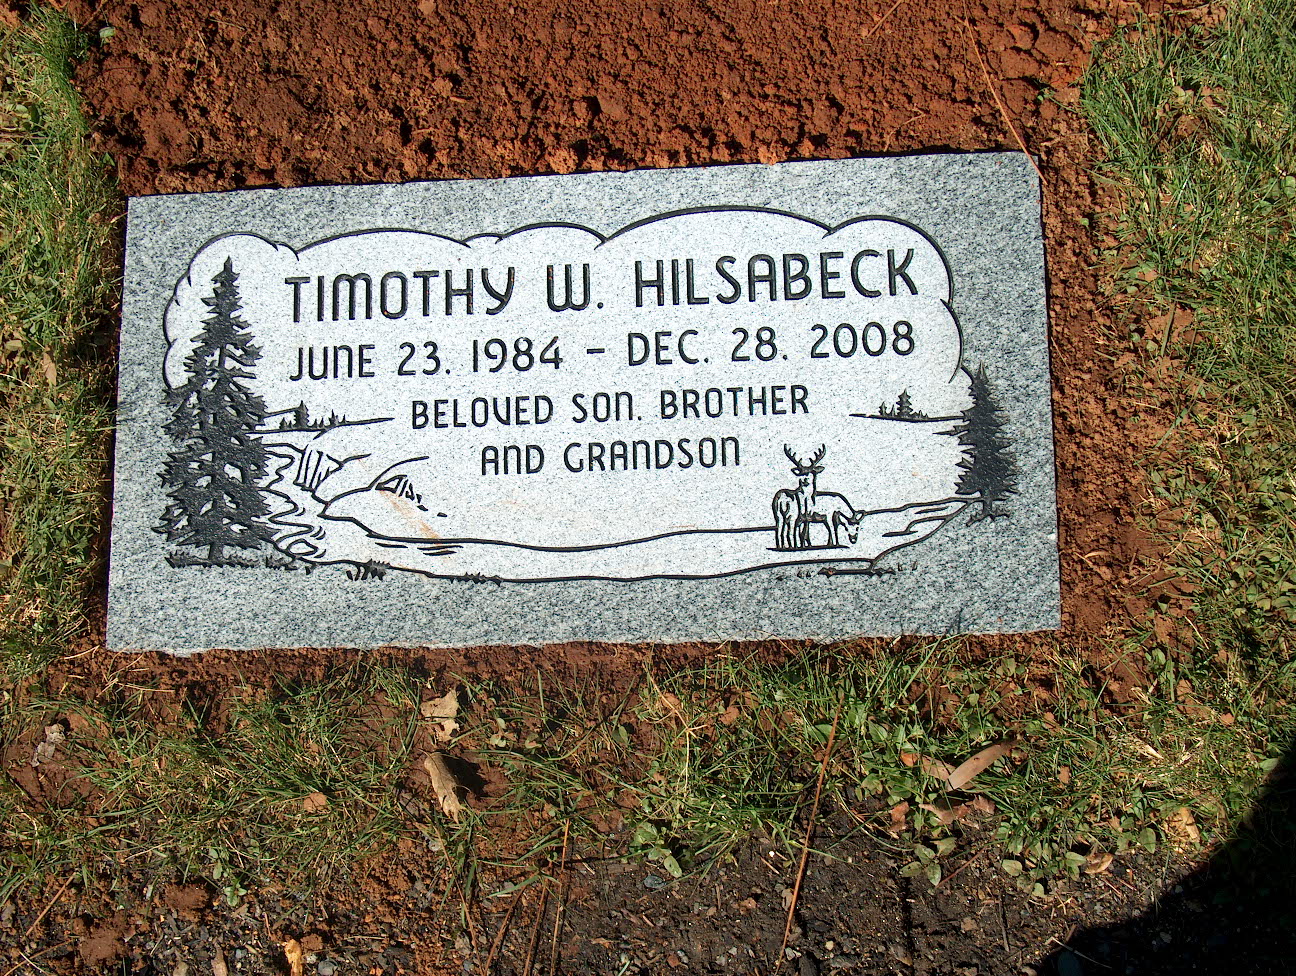 TIMOTHY W. HILSABECK
JUNE 23. 1984 – DEC. 28. 2008
BELOVED SON. BROTHER
AND GRANDSON